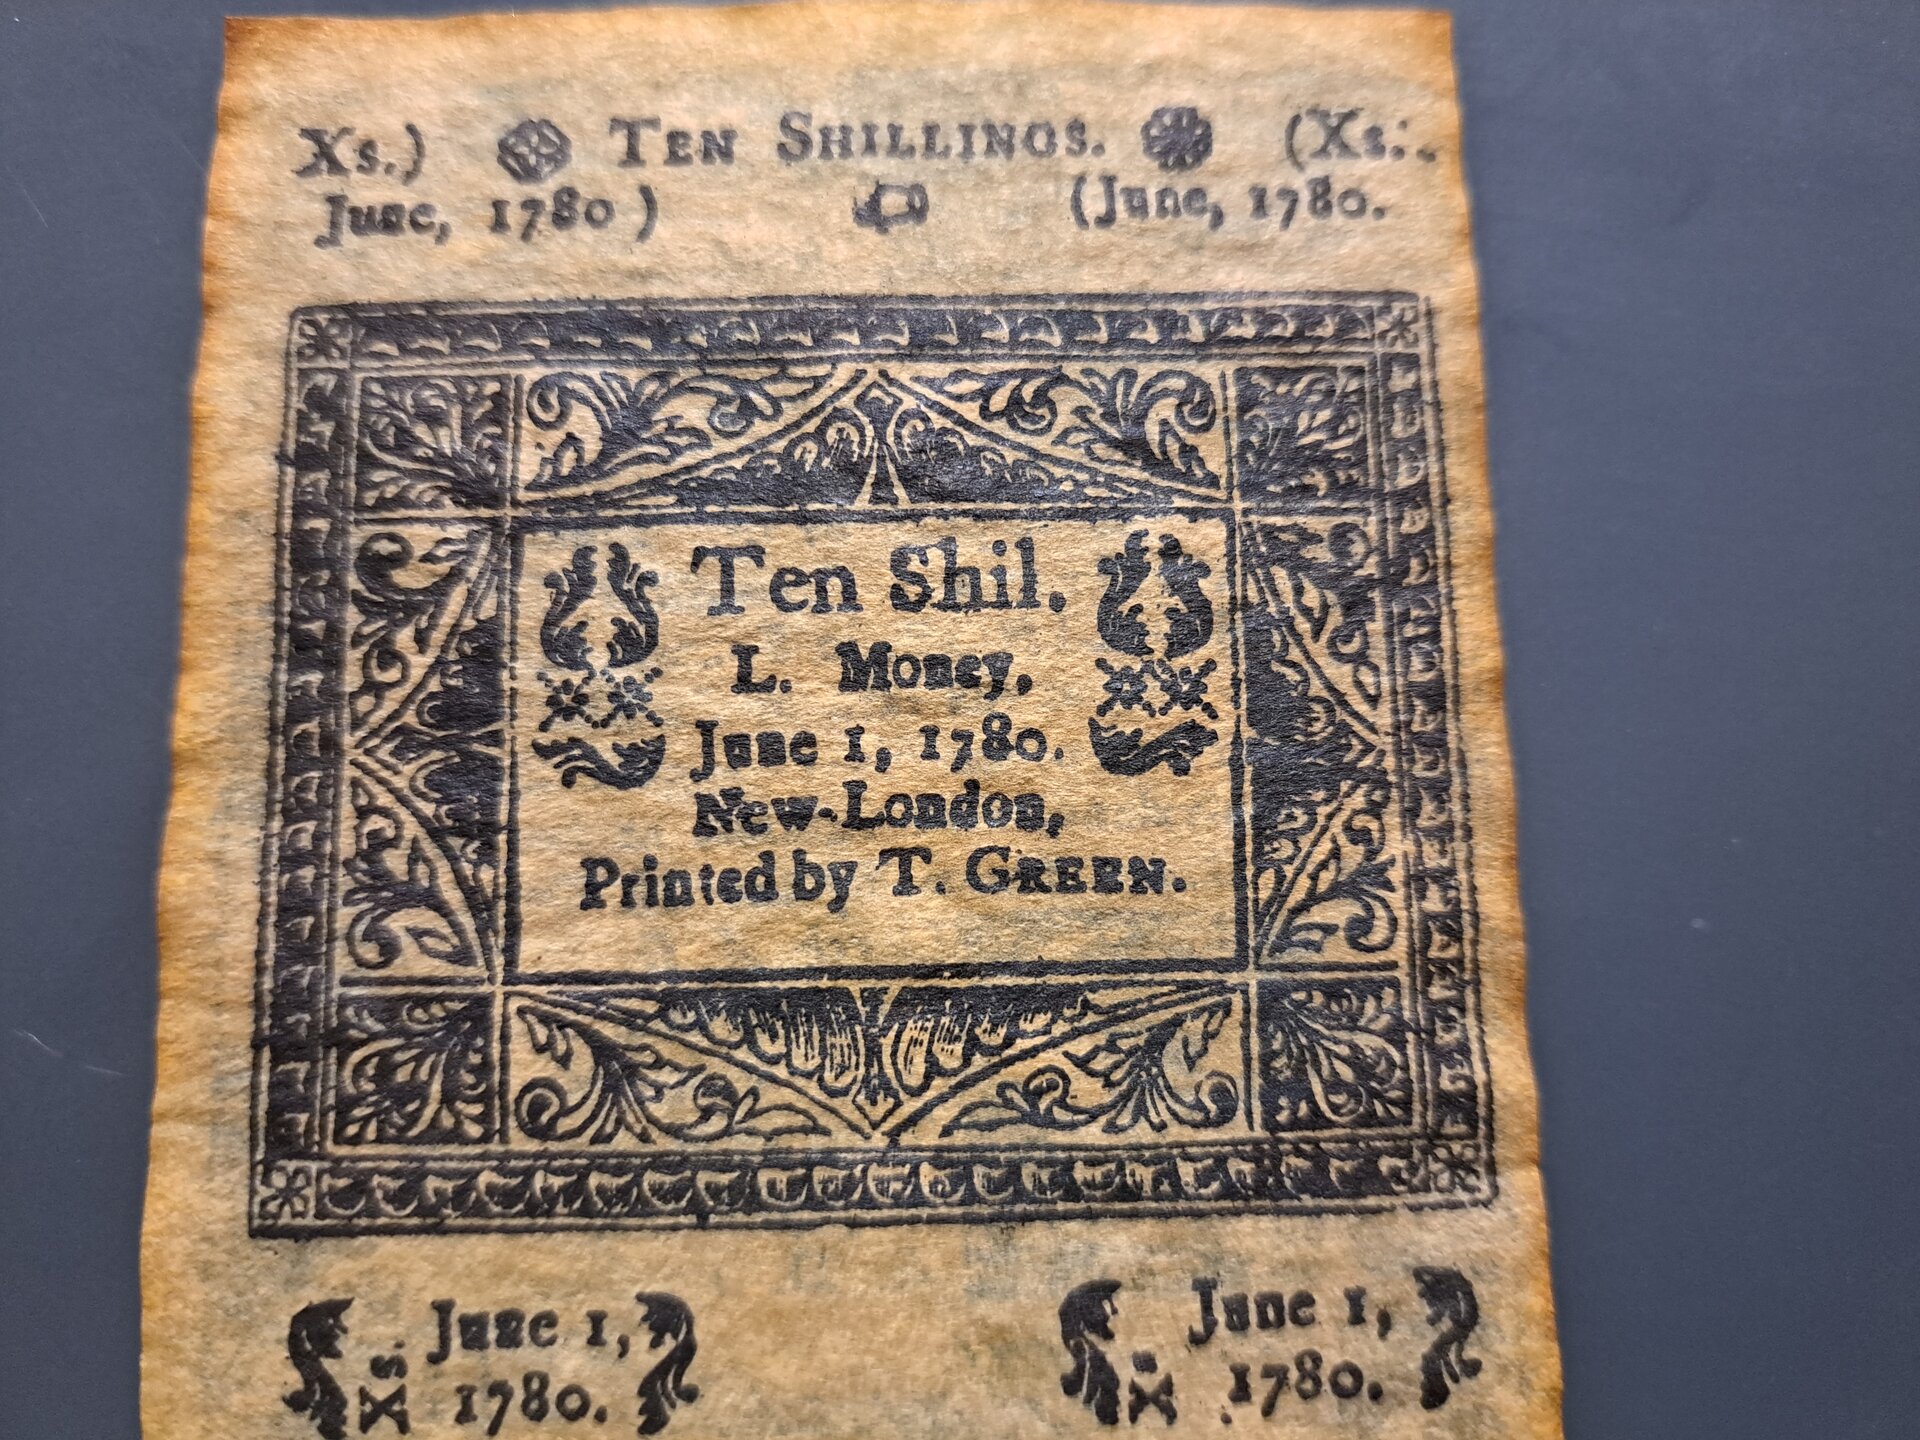 Xs.) TEN SHILLINGS. (Xs.
June, 1780 ) (June, 1780.
Ten Shil.
L. Money,
June 1, 1780.
New-London,
Printed by T. GREEN.
Xs. June 1, 1780.
X s. June 1, 1780.